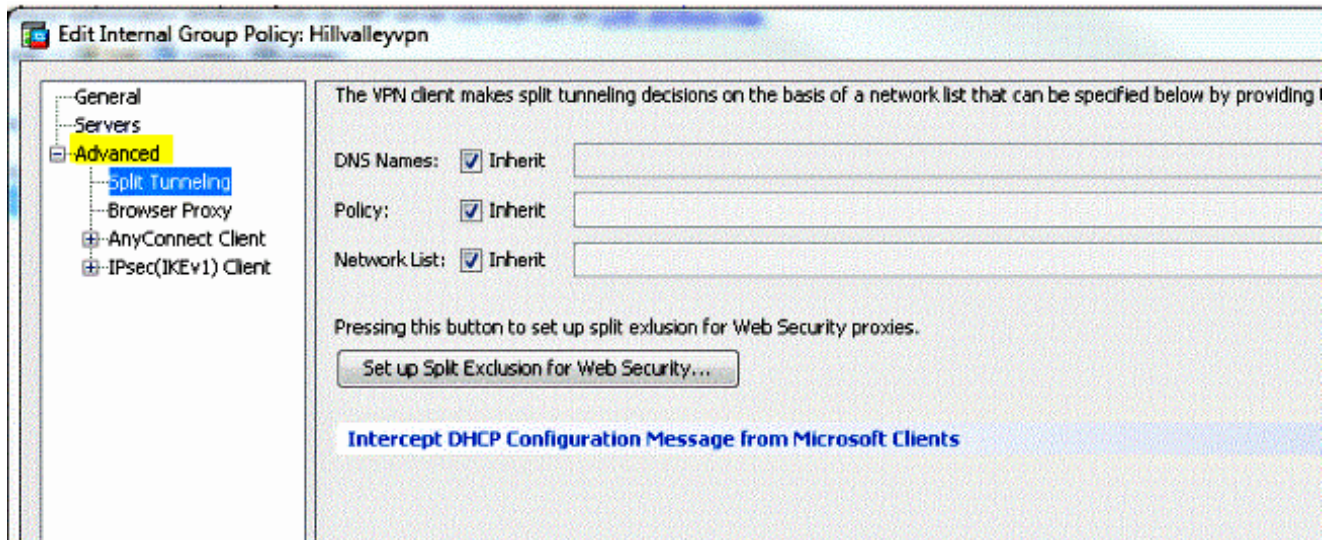 Edit Internal Group Policy: Hillvalleyvpn
General
Servers
Advanced
Split Tunneling
Browser Proxy
AnyConnect Client
IPsec(IKEv1) Client
The VPN client makes split tunneling decisions on the basis of a network list that can be specified below by providing
DNS Names: Inherit
Policy: Inherit
Network List: Inherit
Pressing this button to set up split exlusion for Web Security proxies.
Set up Split Exclusion for Web Security...
Intercept DHCP Configuration Message from Microsoft Clients